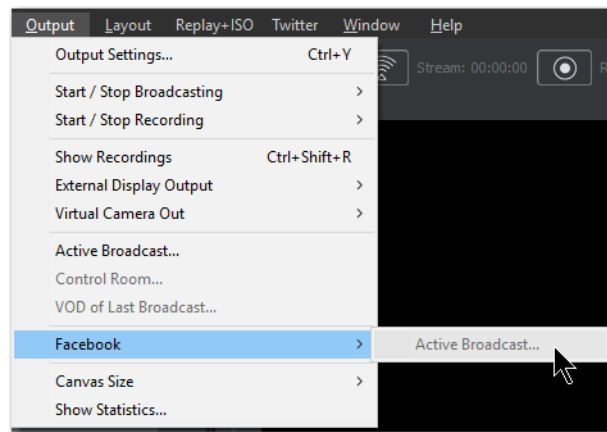 Output Layout Replay+ISO Twitter Window Help
Output Settings... Ctrl+Y
Stream: 00:00:00
Start / Stop Broadcasting
Start / Stop Recording
Show Recordings Ctrl+Shift+R
External Display Output
Virtual Camera Out
Active Broadcast...
Control Room...
VOD of Last Broadcast...
Facebook
Active Broadcast...
Canvas Size
Show Statistics...